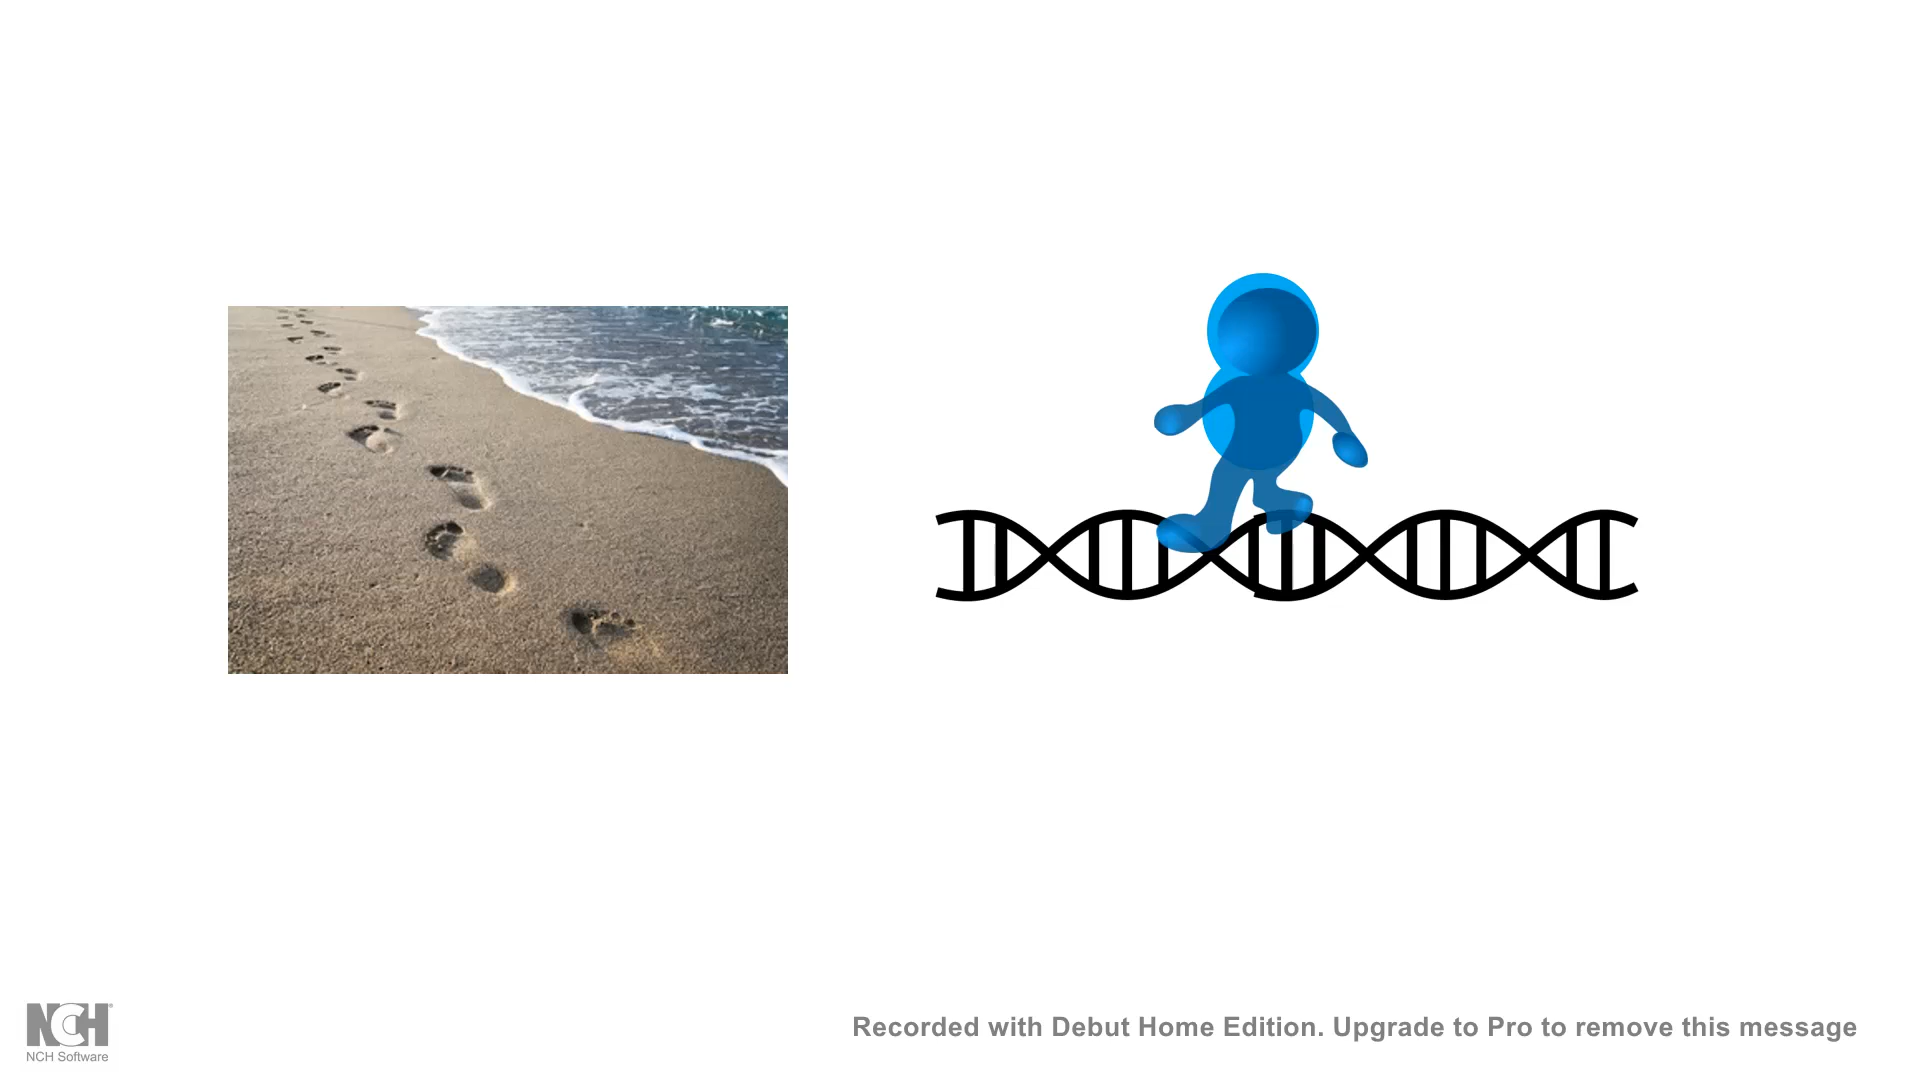 NCH®
NCH Software
Recorded with Debut Home Edition. Upgrade to Pro to remove this message